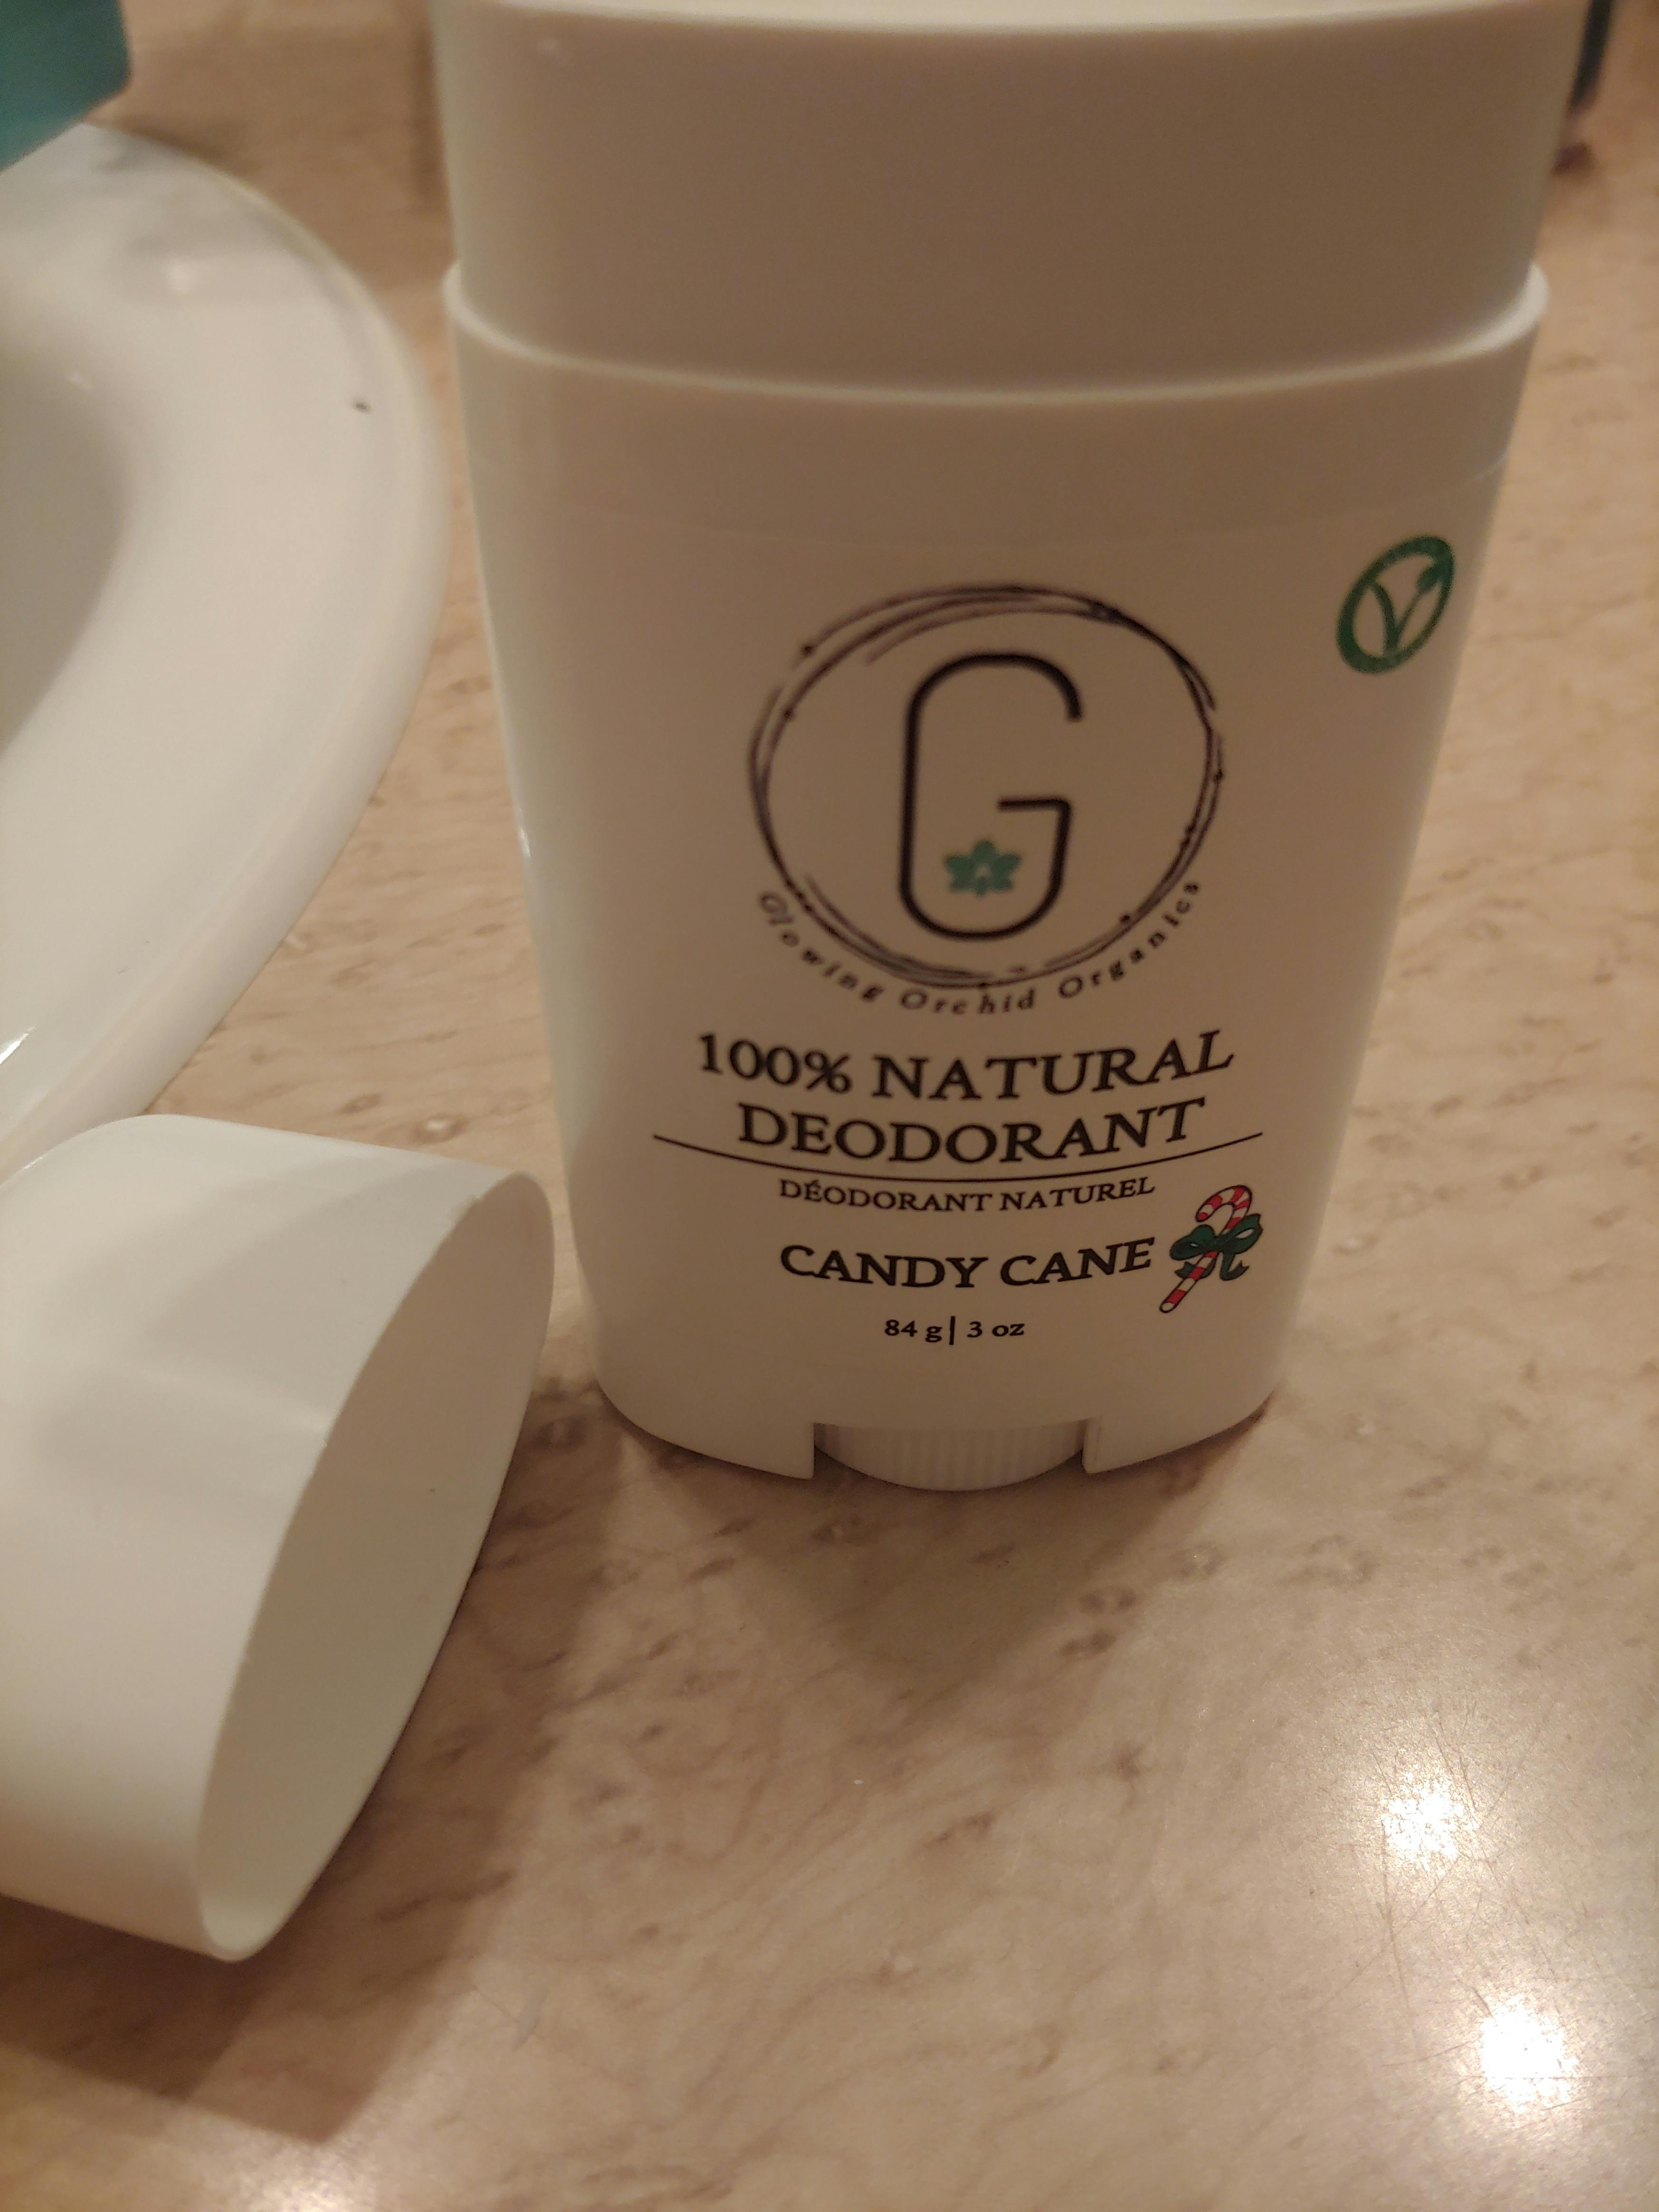 G
Glowing Orchid Organics
100% NATURAL
DEODORANT
DÉODORANT NATUREL
CANDY CANE
84 g| 3 oz